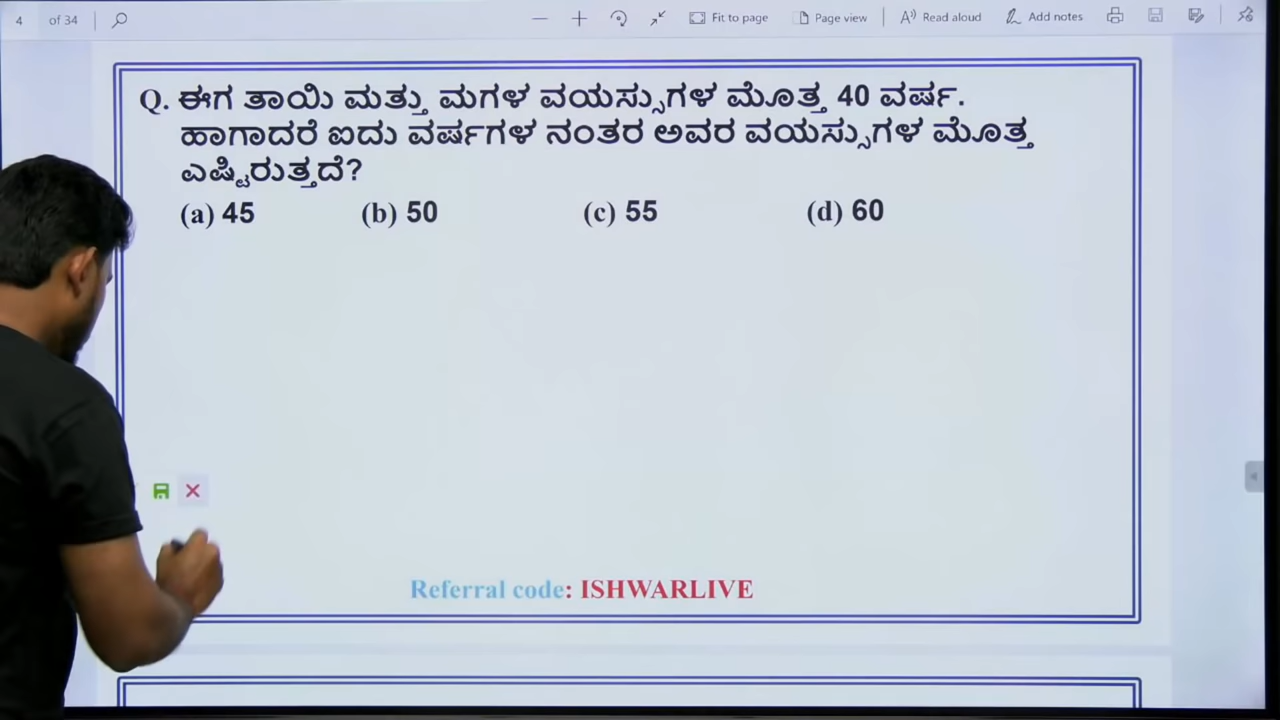 4 of 34 Fit to page Page view Read aloud Add notes
Q. ಈಗ ತಾಯಿ ಮತ್ತು ಮಗಳ ವಯಸ್ಸುಗಳ ಮೊತ್ತ 40 ವರ್ಷ.
ಹಾಗಾದರೆ ಐದು ವರ್ಷಗಳ ನಂತರ ಅವರ ವಯಸ್ಸುಗಳ ಮೊತ್ತ
ಎಷ್ಟಿರುತ್ತದೆ?
(a) 45 (b) 50 (c) 55 (d) 60
Referral code: ISHWARLIVE